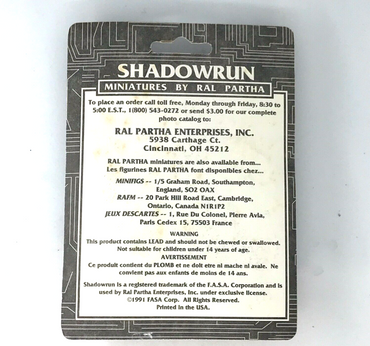 SHADOWRUN
MINIATURES BY RAL PARTHA
To place an order call toll free, Monday through Friday, 8:30 to
5:00 E.S.T., 1(800) 543-0272 or send $3.00 for our complete
photo catalog to:
RAL PARTHA ENTERPRISES, INC.
5938 Carthage Ct.
Cincinnati, OH 45212
RAL PARTHA miniatures are also available from...
Les figurines RAL PARTHA font disponibles chez...
MINIFIGS -- 1/5 Graham Road, Southampton,
England, SO2 OAX
RAFM -- 20 Park Hill Road East, Cambridge,
Ontario, Canada N1R1P2
JEUX DESCARTES -- 1, Rue Du Colonel, Pierre Avia,
Paris Cedex 15, 75503 France
WARNING
This product contains LEAD and should not be chewed or swallowed.
Not suitable for children under 14 years of age.
AVERTISSEMENT
Ce produit contient du PLOMB et ne doit etre ni mache ni avale. Ne
convient pas aux enfants de moins de 14 ans.
Shadowrun is a registered trademark of the F.A.S.A. Corporation and is
used by Ral Partha Enterprises, Inc. under exclusive license.
©1991 FASA Corp. All Rights Reserved.
Printed in the USA.